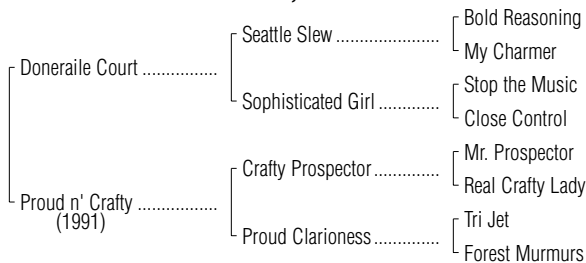 Bold Reasoning
Seattle Slew ......................
My Charmer
Doneraile Court ................
Stop the Music
Sophisticated Girl .............
Close Control
Mr. Prospector
Crafty Prospector ..............
Real Crafty Lady
Proud n' Crafty .................
(1991)
Tri Jet
Proud Clarioness ..............
Forest Murmurs